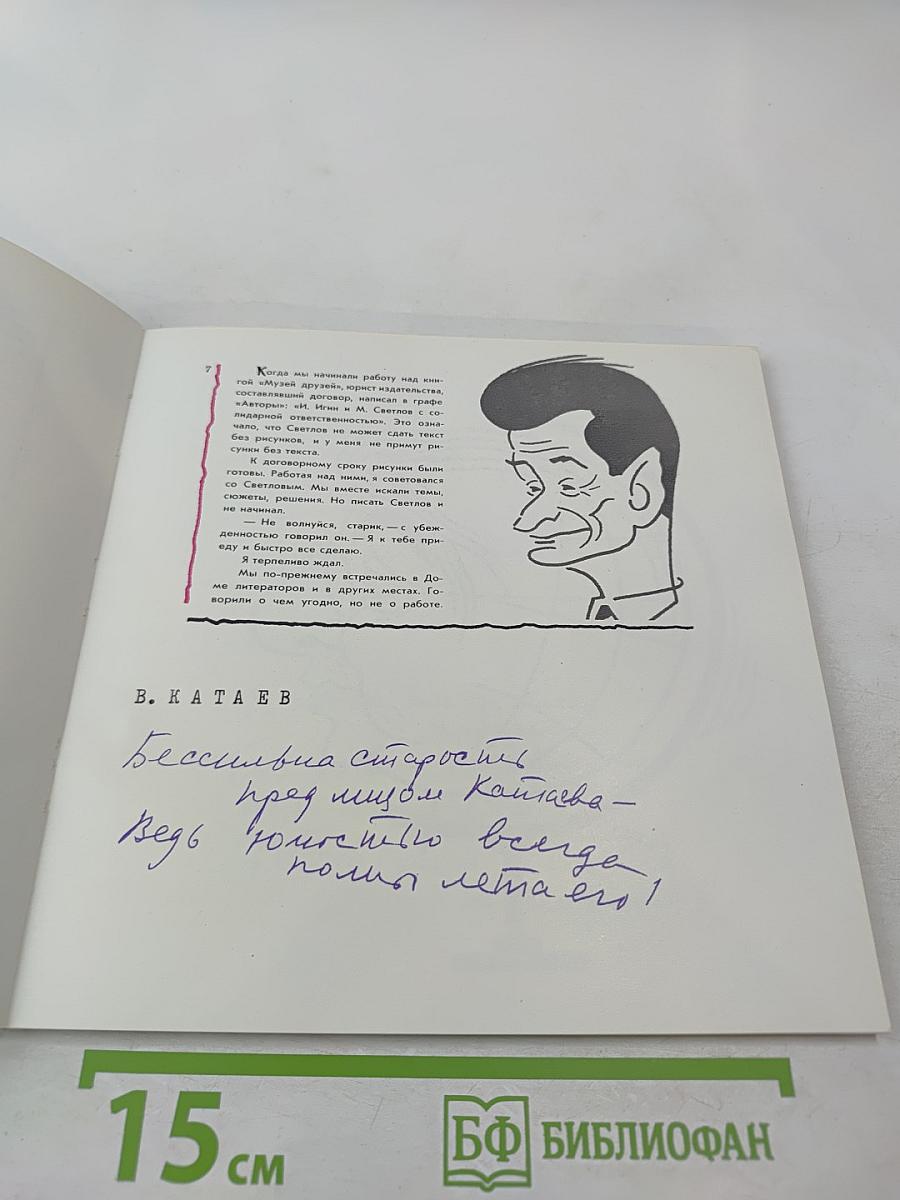 7
Когда мы начинали работу над кни-
гой «Музей друзей», юрист издательства,
составлявший договор, написал в графе
«Авторы»: «И. Игин и М. Светлов с со-
лидарной ответственностью». Это озна-
чало, что Светлов не может сдать текст
без рисунков, и у меня не примут ри-
сунки без текста.
К договорному сроку рисунки были
готовы. Работая над ними, я советовался
со Светловым. Мы вместе искали темы,
сюжеты, решения. Но писать Светлов и
не начинал.
— Не волнуйся, старик, — с убеж-
денностью говорил он. — Я к тебе при-
еду и быстро все сделаю.
Я терпеливо ждал.
Мы по-прежнему встречались в До-
ме литераторов и в других местах. Го-
ворили о чем угодно, но не о работе.
В. КАТАЕВ
Бессильна старость
пред лицом Катаева —
Ведь юностью всегда
полны лета его!
15 см
БФ БИБЛИОФАН